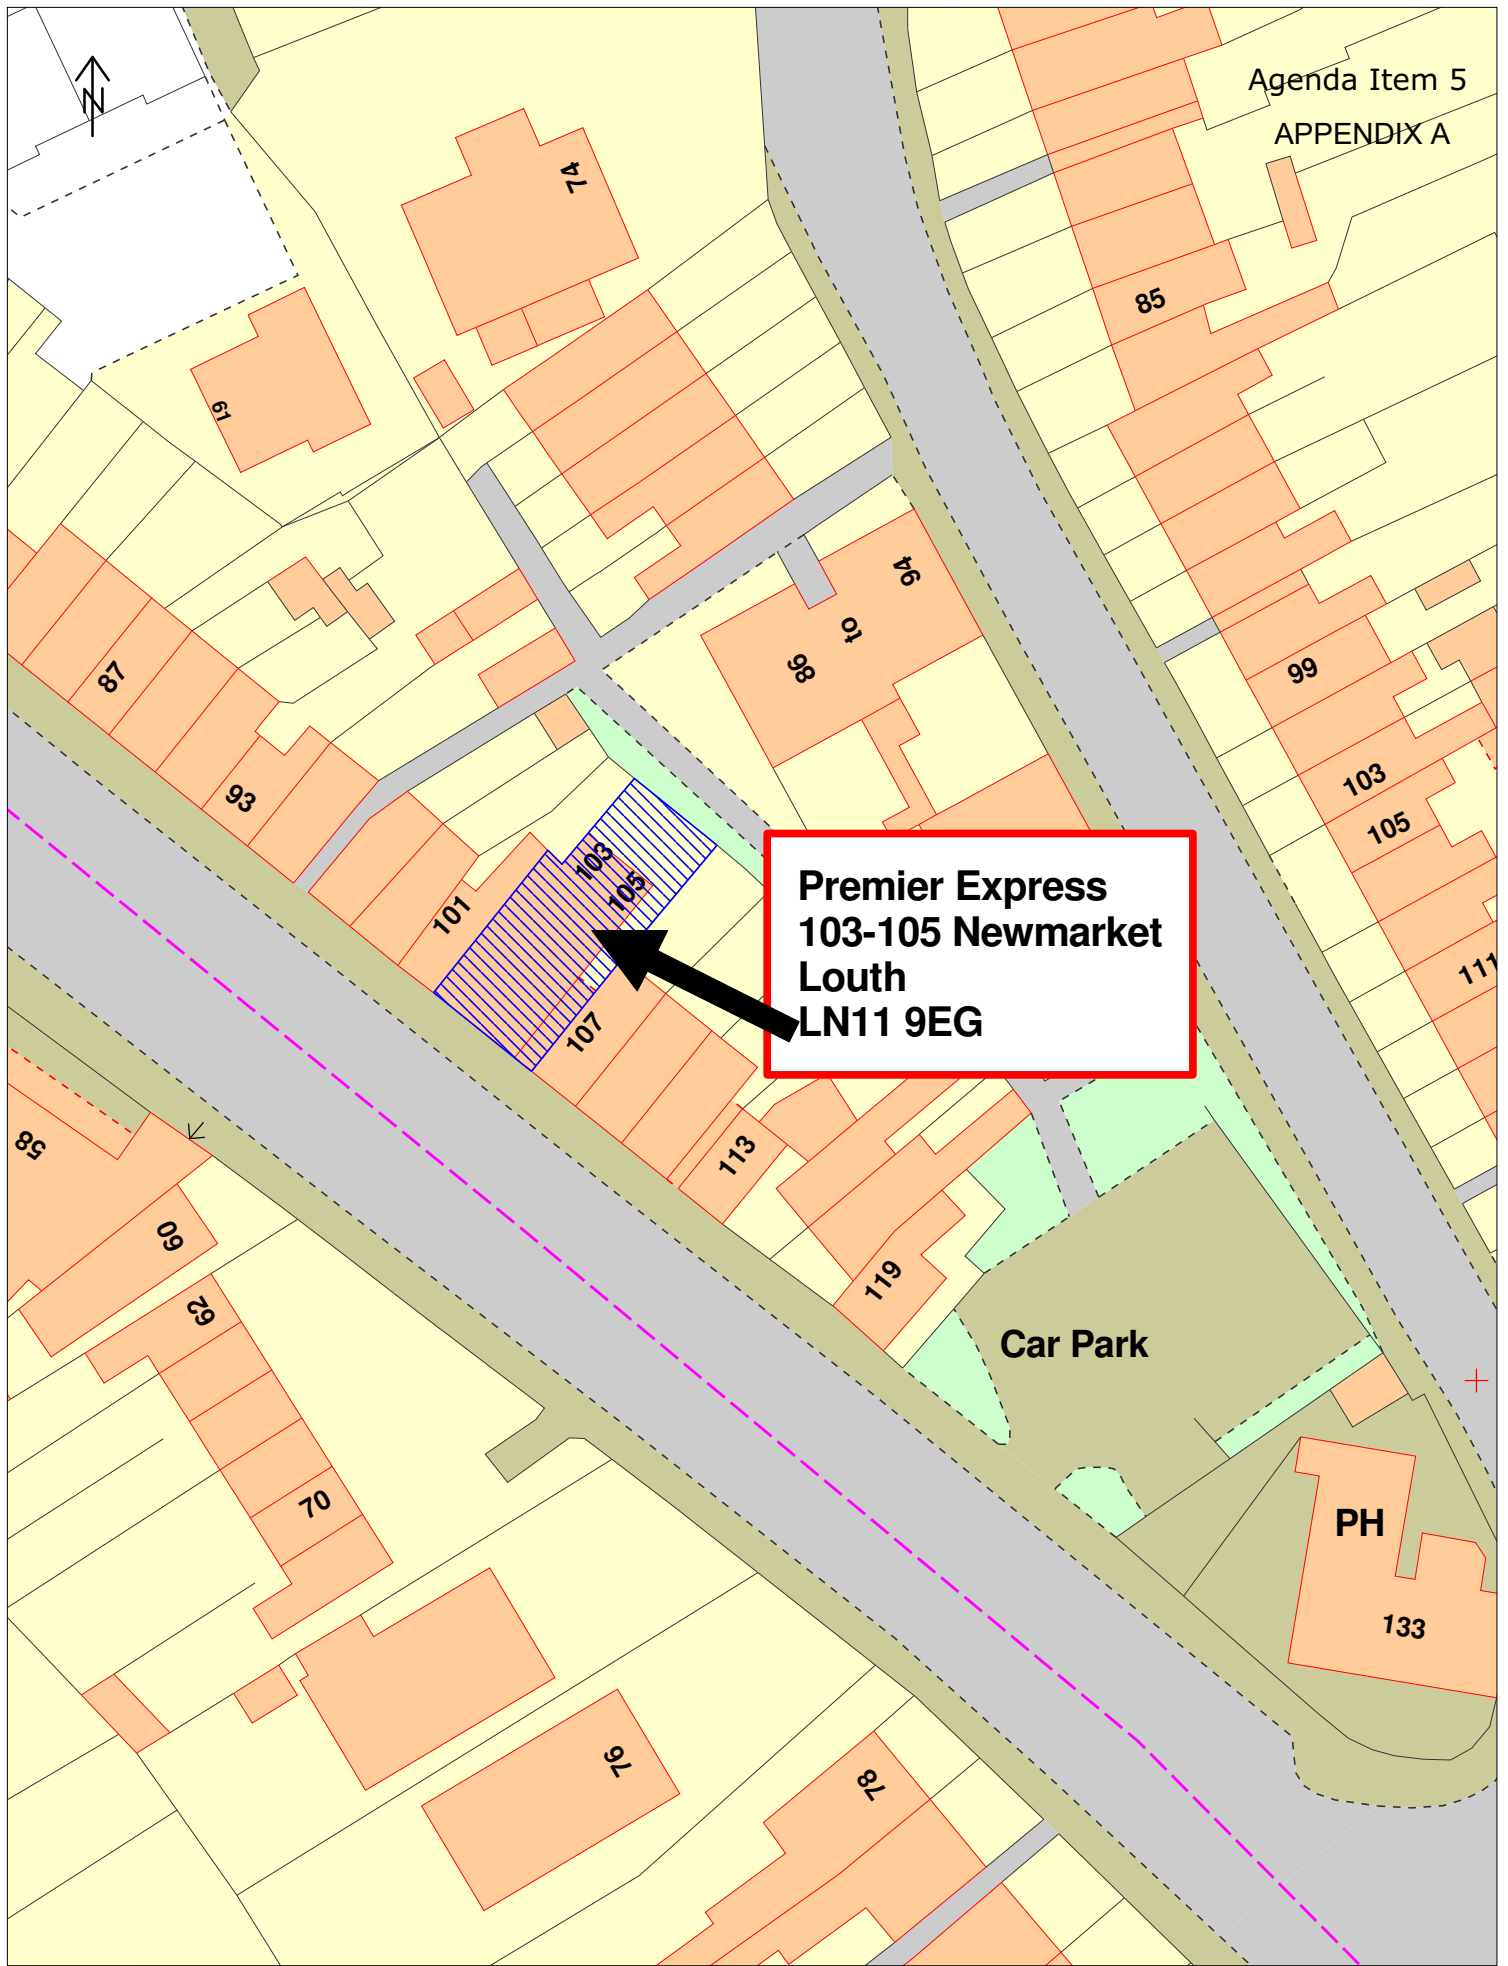 Agenda Item 5
APPENDIX A
N
74
85
61
94
to
98
87
99
93
103
105
103
105
101
Premier Express
103-105 Newmarket
Louth
LN11 9EG
111
107
58
113
60
119
62
Car Park
70
PH
133
76
78